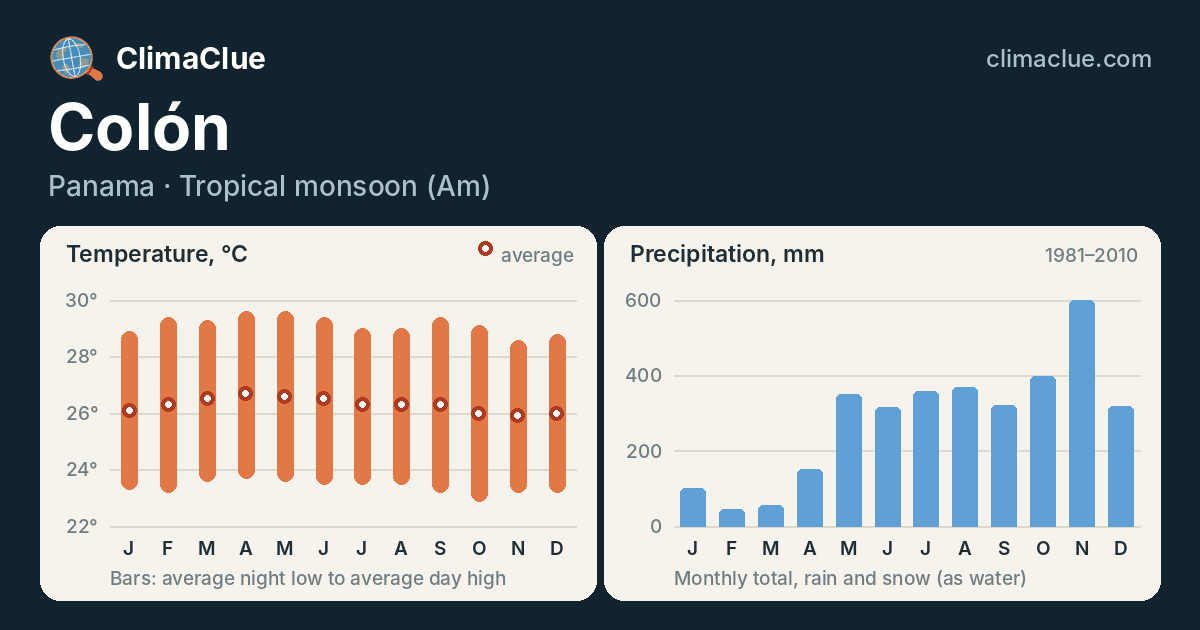 ClimaClue
climaclue.com
Colón
Panama · Tropical monsoon (Am)
Temperature, °C
average
30°
28°
26°
24°
22°
J F M A M J J A S O N D
Bars: average night low to average day high
Precipitation, mm
1981–2010
600
400
200
0
J F M A M J J A S O N D
Monthly total, rain and snow (as water)